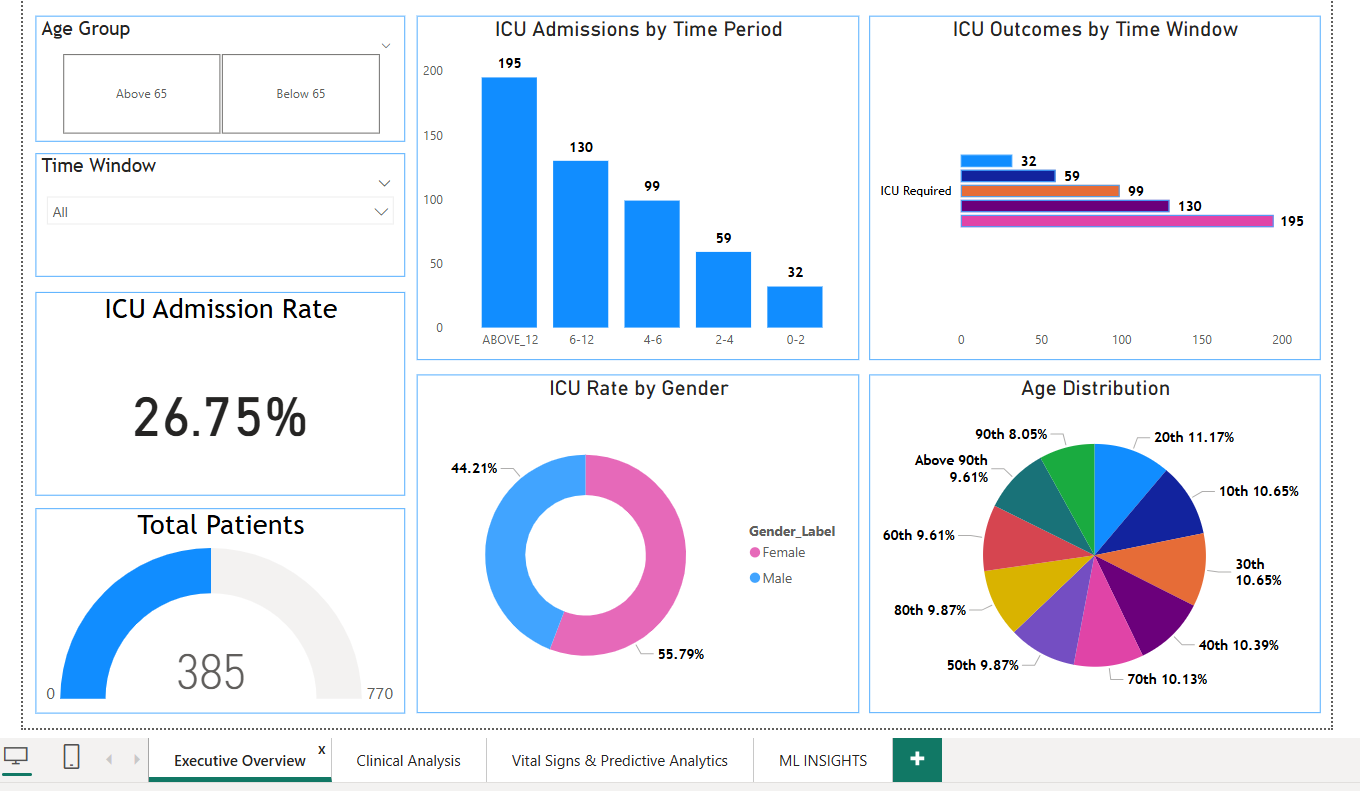 Age Group
Above 65
Below 65
Time Window
All
ICU Admission Rate
26.75%
Total Patients
385
0
770
ICU Admissions by Time Period
200
150
100
50
0
195
130
99
59
32
ABOVE_12
6-12
4-6
2-4
0-2
ICU Outcomes by Time Window
ICU Required
32
59
99
130
195
0
50
100
150
200
ICU Rate by Gender
44.21%
55.79%
Gender_Label
Female
Male
Age Distribution
90th 8.05%
20th 11.17%
Above 90th
9.61%
10th 10.65%
60th 9.61%
30th
10.65%
80th 9.87%
40th 10.39%
50th 9.87%
70th 10.13%
Executive Overview
x
Clinical Analysis
Vital Signs & Predictive Analytics
ML INSIGHTS
+